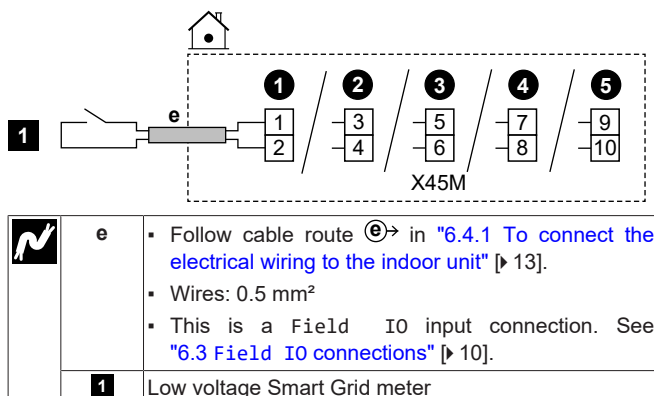 1 2 3 4 5
e
1
1 3 5 7 9
2 4 6 8 10
X45M
e
▪ Follow cable route ⓔ→ in "6.4.1 To connect the
electrical wiring to the indoor unit" [▶ 13].
▪ Wires: 0.5 mm²
▪ This is a Field IO input connection. See
"6.3 Field IO connections" [▶ 10].
1 Low voltage Smart Grid meter